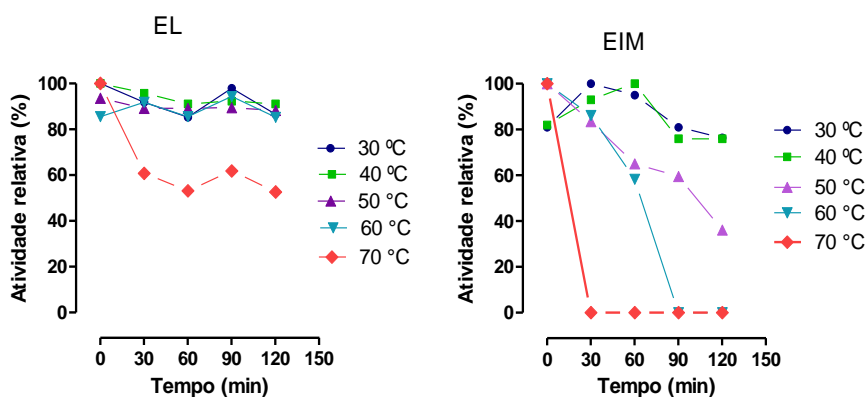 EL
Atividade relativa (%)
100
80
60
40
20
0
0 30 60 90 120 150
Tempo (min)
30 ºC
40 ºC
50 °C
60 °C
70 °C
EIM
Atividade relativa (%)
100
80
60
40
20
0
0 30 60 90 120 150
Tempo (min)
30 ºC
40 ºC
50 °C
60 °C
70 °C